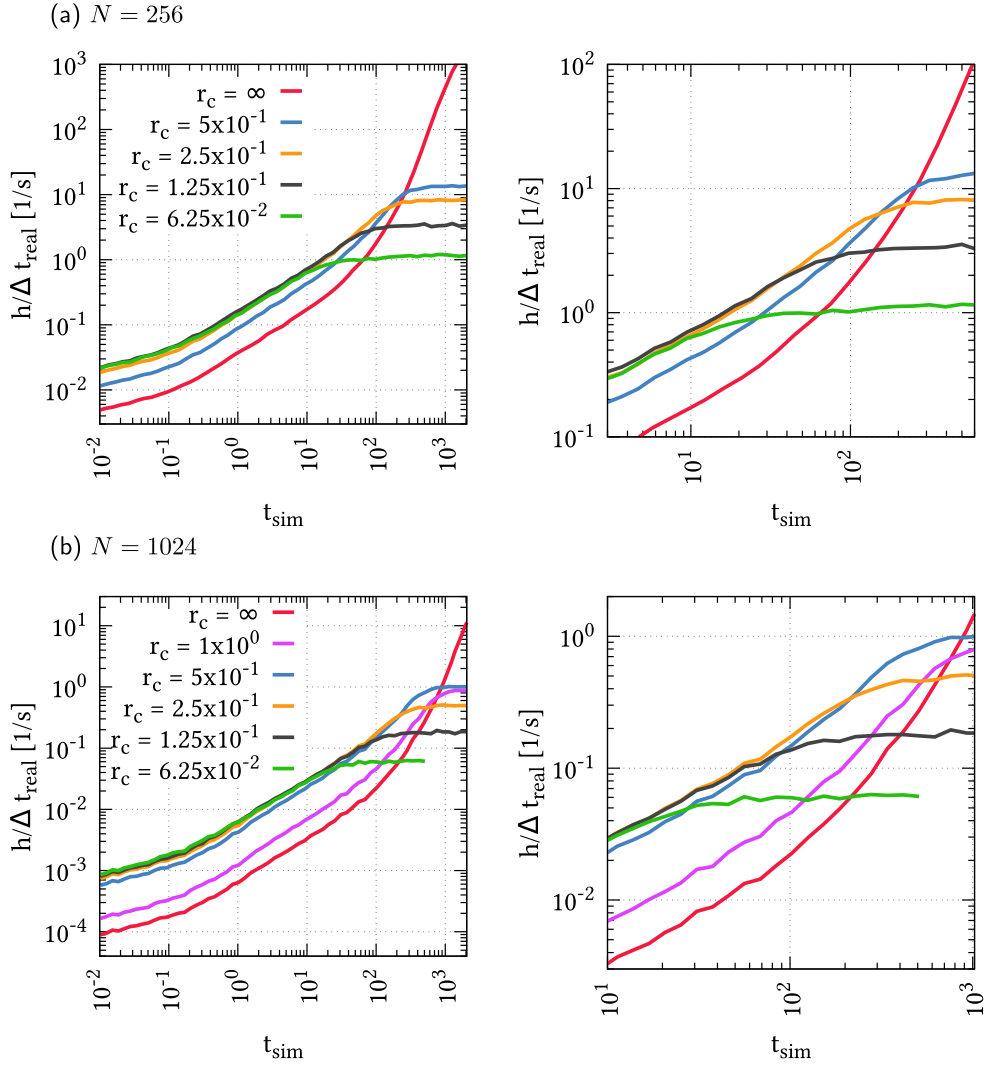 (a) N = 256
h/Δ t_real [1/s]
10^3
10^2
10^1
10^0
10^-1
10^-2
r_c = ∞
r_c = 5x10^-1
r_c = 2.5x10^-1
r_c = 1.25x10^-1
r_c = 6.25x10^-2
10^-2 10^-1 10^0 10^1 10^2 10^3
t_sim
h/Δ t_real [1/s]
10^2
10^1
10^0
10^-1
10^1 10^2
t_sim
(b) N = 1024
h/Δ t_real [1/s]
10^1
10^0
10^-1
10^-2
10^-3
10^-4
r_c = ∞
r_c = 1x10^0
r_c = 5x10^-1
r_c = 2.5x10^-1
r_c = 1.25x10^-1
r_c = 6.25x10^-2
10^-2 10^-1 10^0 10^1 10^2 10^3
t_sim
h/Δ t_real [1/s]
10^0
10^-1
10^-2
10^1 10^2 10^3
t_sim